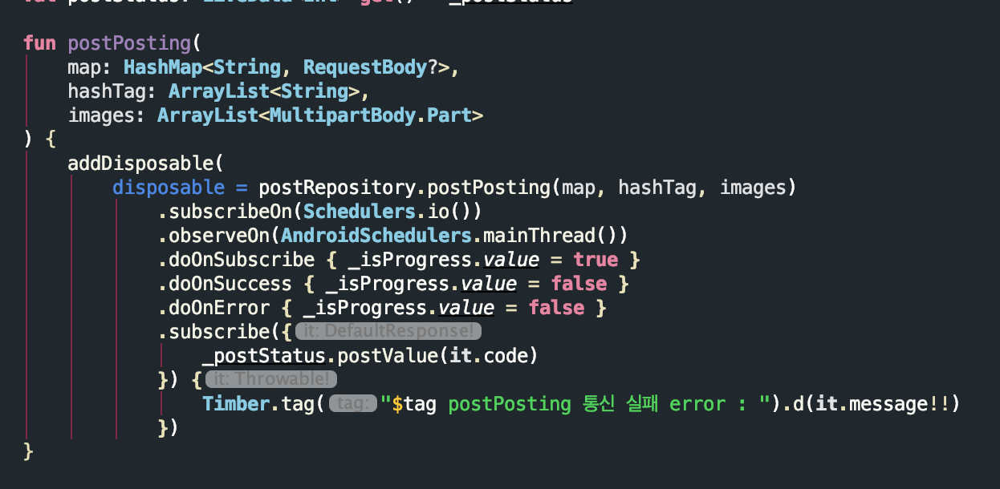 val postStatus: LiveData<Int> get() = _postStatus
fun postPosting(
map: HashMap<String, RequestBody?>,
hashTag: ArrayList<String>,
images: ArrayList<MultipartBody.Part>
) {
addDisposable(
disposable = postRepository.postPosting(map, hashTag, images)
.subscribeOn(Schedulers.io())
.observeOn(AndroidSchedulers.mainThread())
.doOnSubscribe { _isProgress.value = true }
.doOnSuccess { _isProgress.value = false }
.doOnError { _isProgress.value = false }
.subscribe({ it: DefaultResponse!
_postStatus.postValue(it.code)
}) { it: Throwable!
Timber.tag( tag: "$tag postPosting 통신 실패 error : ").d(it.message!!)
})
}